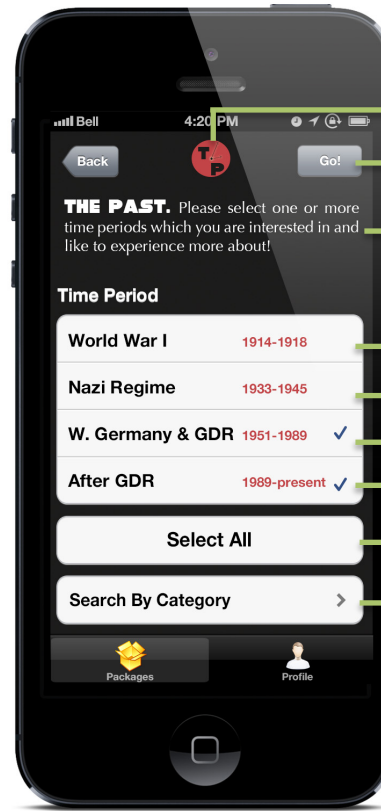 Bell 4:20 PM
Back
T
P
Go!
THE PAST. Please select one or more
time periods which you are interested in and
like to experience more about!
Time Period
World War I 1914-1918
Nazi Regime 1933-1945
W. Germany & GDR 1951-1989
After GDR 1989-present
Select All
Search By Category
Packages Profile